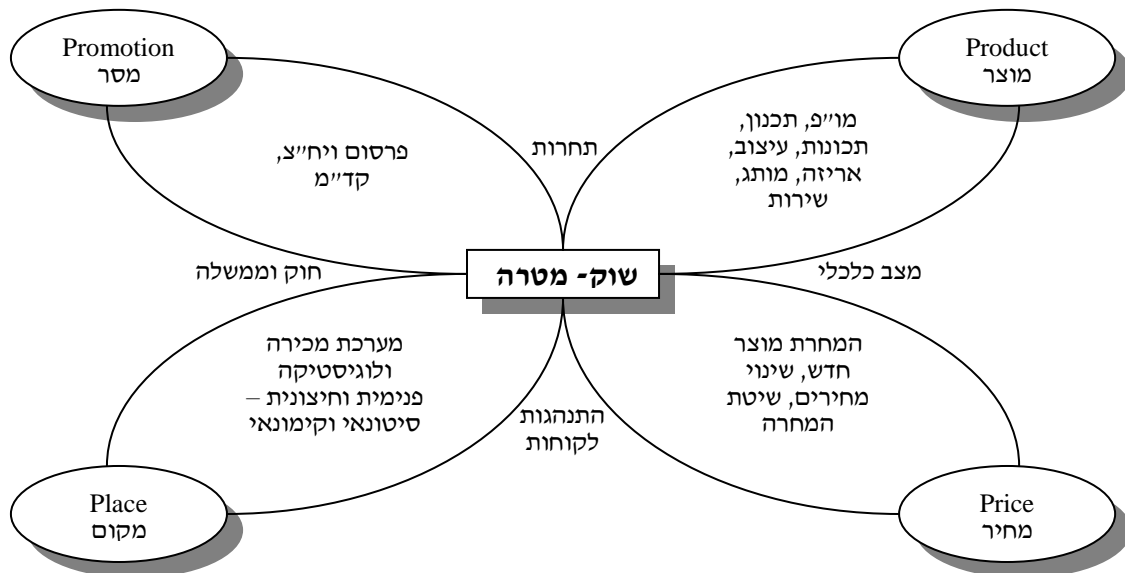 Product
מוצר
Promotion
מסר
מו״פ, תכנון,
תכונות, עיצוב,
אריזה, מותג,
שירות
תחרות
פרסום ויח״צ,
קד״מ
מצב כלכלי
שוק- מטרה
חוק וממשלה
המחרת מוצר
חדש, שינוי
מחירים, שיטת
המחרה
התנהגות
לקוחות
מערכת מכירה
ולוגיסטיקה
פנימית וחיצונית –
סיטונאי וקימונאי
Price
מחיר
Place
מקום